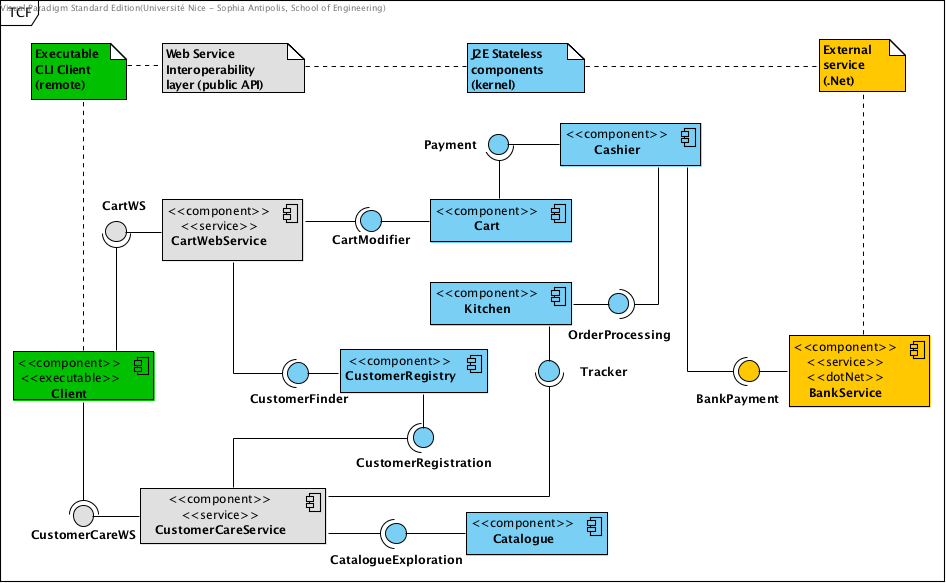 Visual Paradigm Standard Edition(Université Nice - Sophia Antipolis, School of Engineering)
TCF
Executable
CLI Client
(remote)
Web Service
Interoperability
layer (public API)
J2E Stateless
components
(kernel)
External
service
(.Net)
Payment
<<component>>
Cashier
CartWS
<<component>>
<<service>>
CartWebService
CartModifier
<<component>>
Cart
<<component>>
Kitchen
OrderProcessing
<<component>>
<<executable>>
Client
<<component>>
CustomerRegistry
CustomerFinder
Tracker
<<component>>
<<service>>
<<dotNet>>
BankService
BankPayment
CustomerRegistration
<<component>>
<<service>>
CustomerCareService
CustomerCareWS
<<component>>
Catalogue
CatalogueExploration